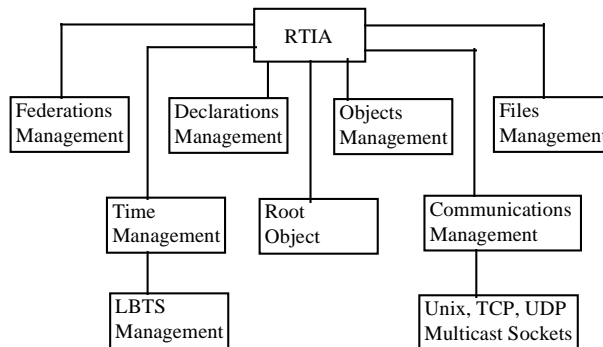 RTIA
Federations
Management
Declarations
Management
Objects
Management
Files
Management
Time
Management
Root
Object
Communications
Management
LBTS
Management
Unix, TCP, UDP
Multicast Sockets